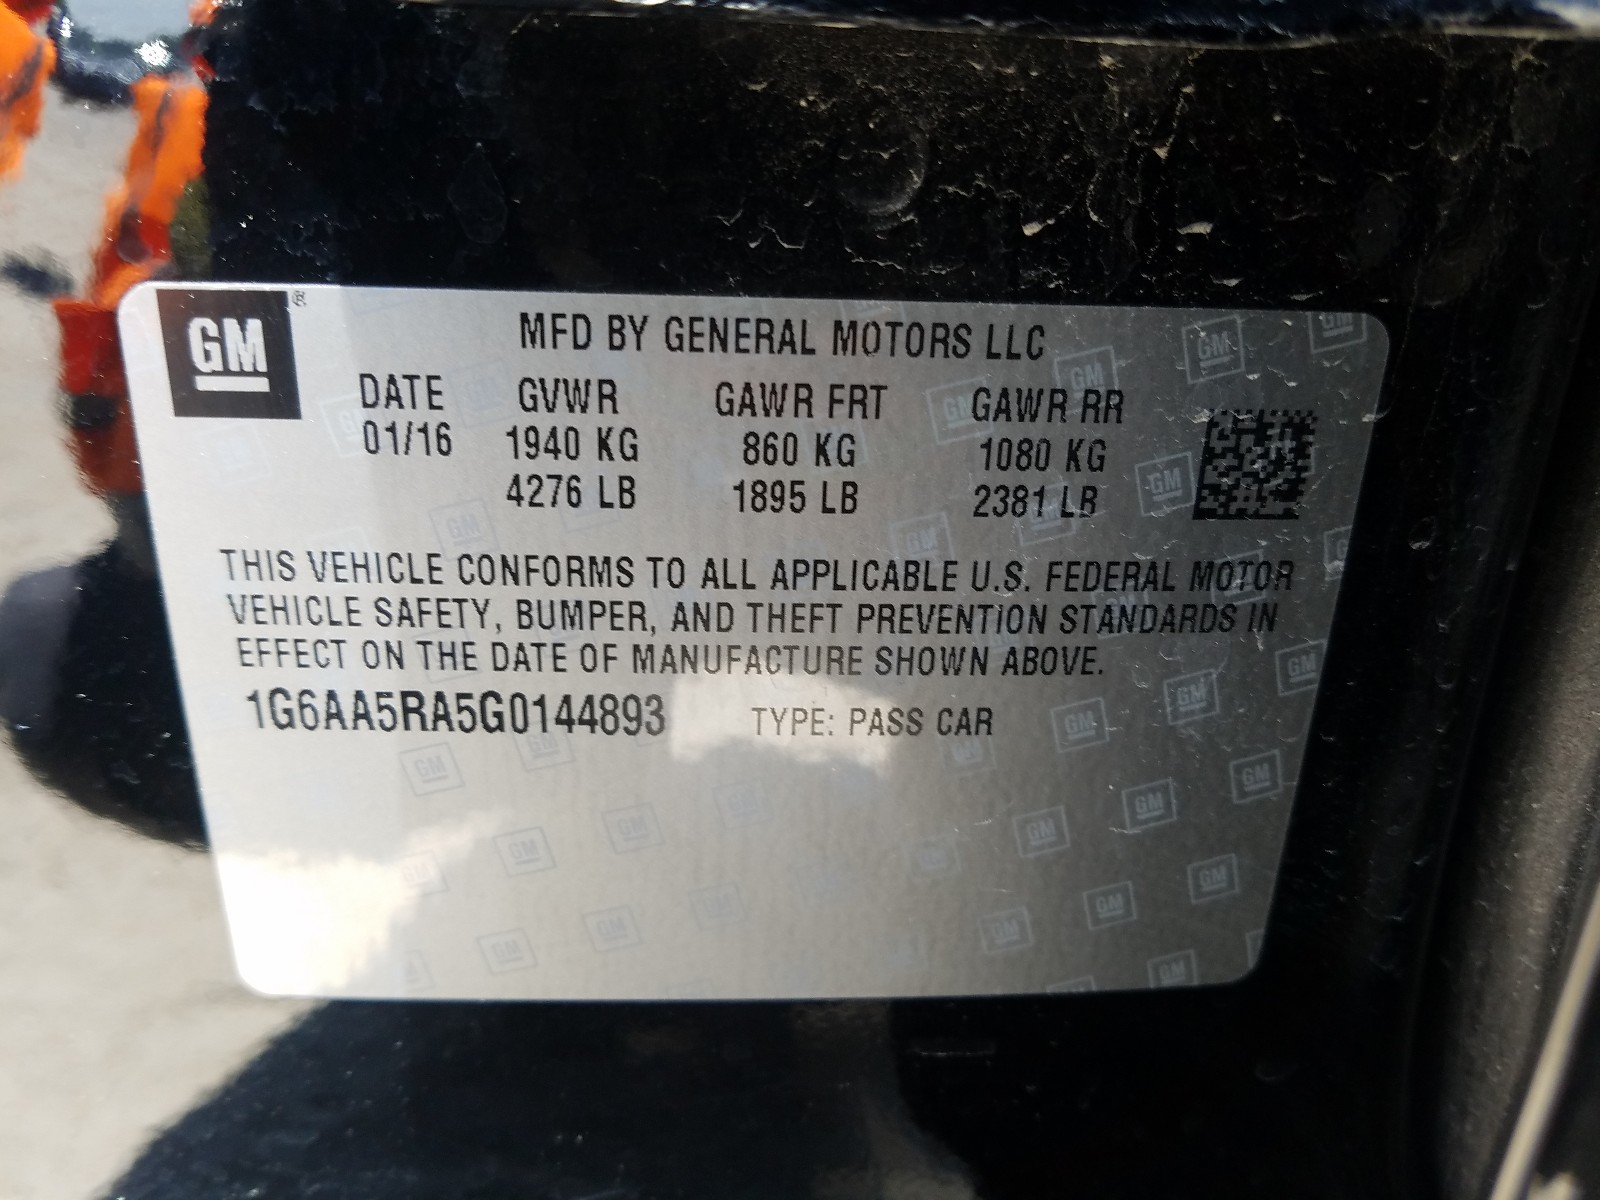 GM ®
MFD BY GENERAL MOTORS LLC
DATE GVWR GAWR FRT GAWR RR
01/16 1940 KG 860 KG 1080 KG
4276 LB 1895 LB 2381 LB
THIS VEHICLE CONFORMS TO ALL APPLICABLE U.S. FEDERAL MOTOR
VEHICLE SAFETY, BUMPER, AND THEFT PREVENTION STANDARDS IN
EFFECT ON THE DATE OF MANUFACTURE SHOWN ABOVE.
1G6AA5RA5G0144893 TYPE: PASS CAR